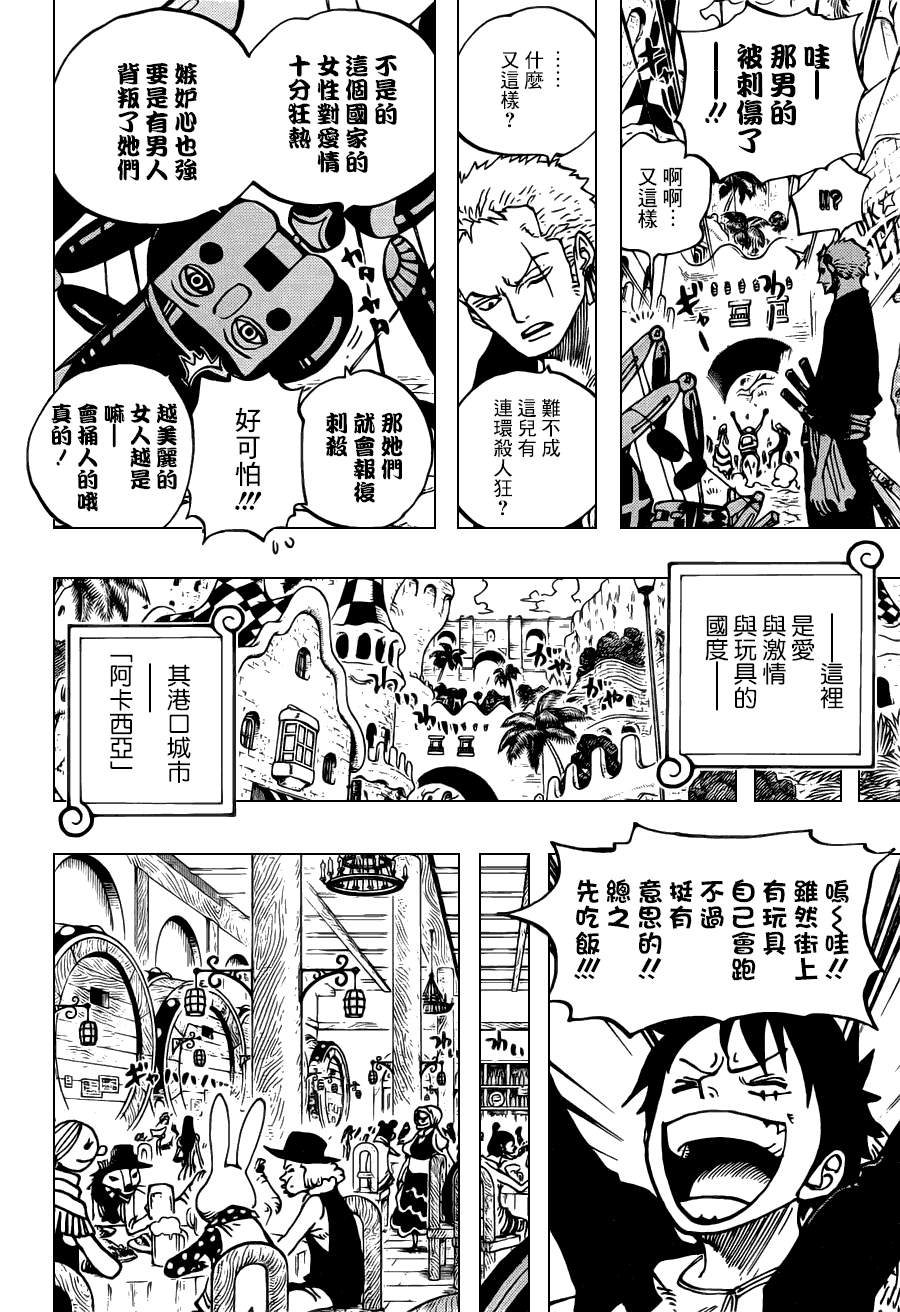 哇——
那男的
被刺傷了
——!!
N?
啊啊…
又這樣
……
什麼
又這樣？
難不成
這兒有
連環殺人狂？
不是的
這個國家的
女性對愛情
十分狂熱
嫉妒心也強
要是有男人
背叛了她們
那她們
就會報復
刺殺
好可怕!!!
越美麗的
女人越是
嘛——
會捅人的哦
真的！
——這裡
是愛
與激情
與玩具的
國度——
其港口城市
——
「阿卡西亞」
嗚～哇!!
雖然街上
有玩具
自己會跑
不過
挺有
意思的!!
總之
先吃飯!!!